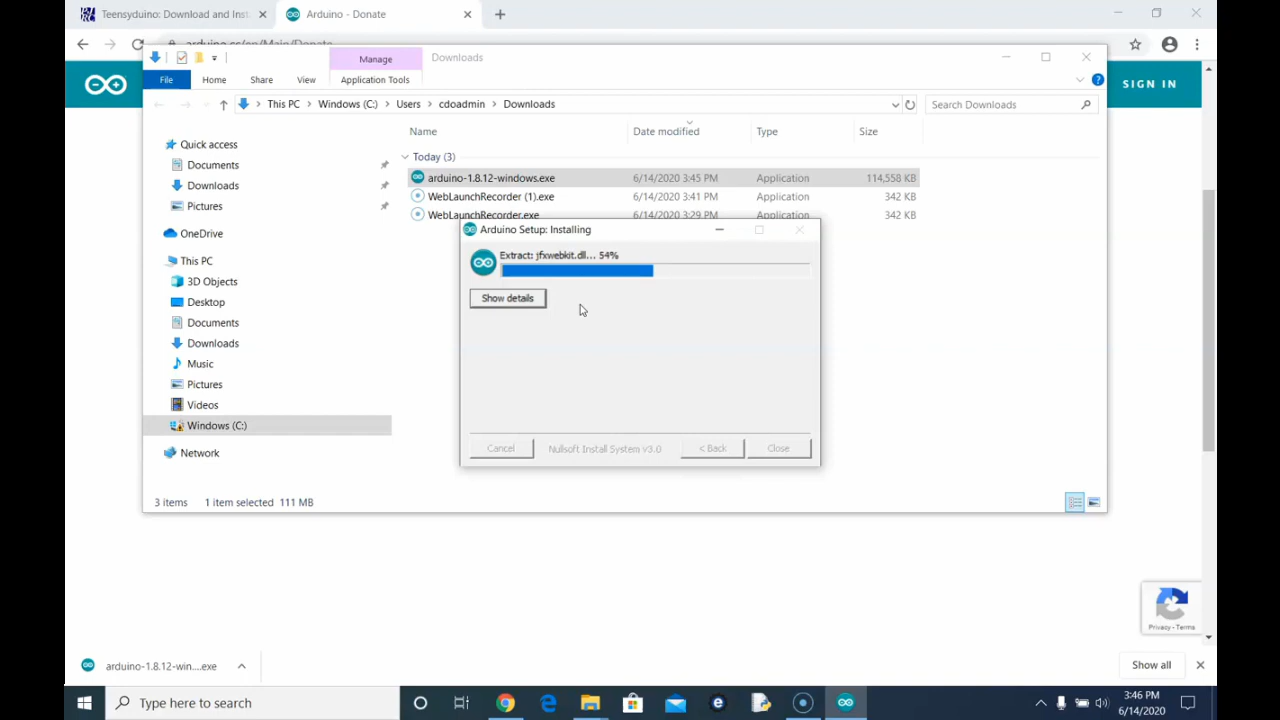 Teensyduino: Download and Inst
Arduino - Donate
arduino.cc/en/Main/Donate
Manage
Downloads
File
Home
Share
View
Application Tools
This PC > Windows (C:) > Users > cdoadmin > Downloads
Search Downloads
SIGN IN
Name
Date modified
Type
Size
Quick access
Documents
Downloads
Pictures
OneDrive
This PC
3D Objects
Desktop
Documents
Downloads
Music
Pictures
Videos
Windows (C:)
Network
Today (3)
arduino-1.8.12-windows.exe 6/14/2020 3:45 PM Application 114,558 KB
WebLaunchRecorder (1).exe 6/14/2020 3:41 PM Application 342 KB
WebLaunchRecorder.exe 6/14/2020 3:29 PM Application 342 KB
Arduino Setup: Installing
Extract: jfxwebkit.dll... 54%
Show details
Cancel
Nullsoft Install System v3.0
< Back
Close
3 items 1 item selected 111 MB
Privacy - Terms
arduino-1.8.12-win....exe
Show all
Type here to search
3:46 PM
6/14/2020